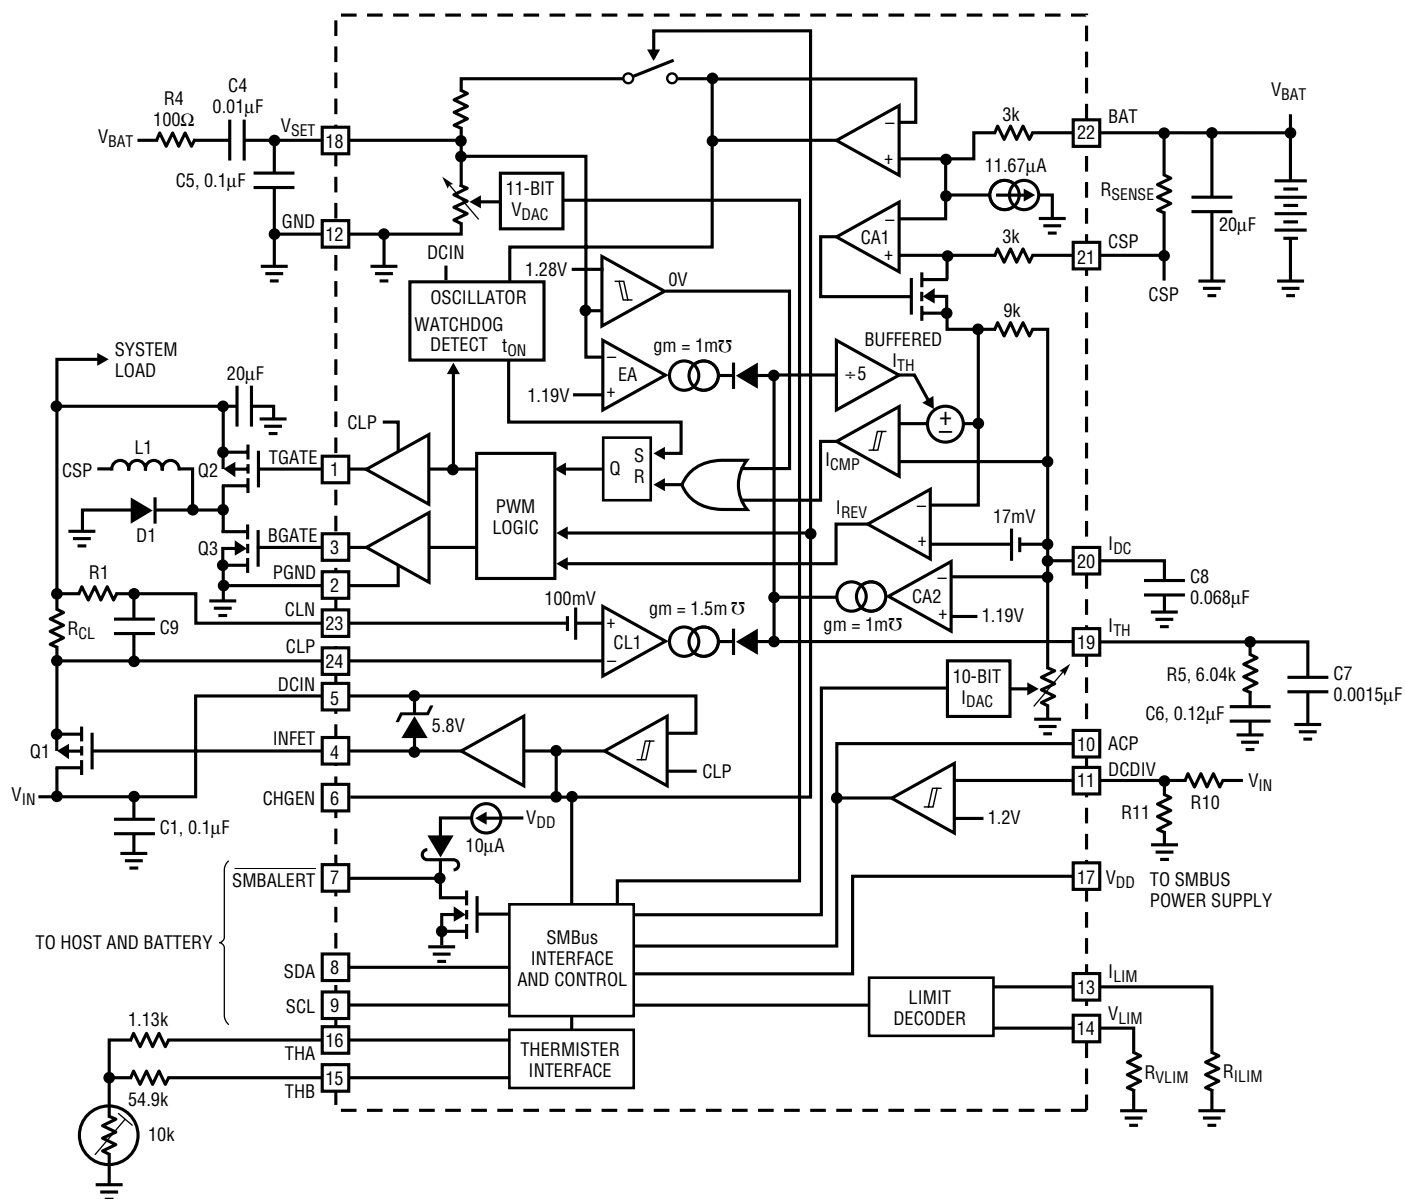 C4
0.01µF
R4
100Ω
VBAT
VSET
18
C5, 0.1µF
GND
12
11-BIT
VDAC
DCIN
OSCILLATOR
WATCHDOG
DETECT
tON
1.28V
0V
EA
1.19V
gm = 1m℧
3k
22
BAT
VBAT
11.67µA
CA1
RSENSE
20µF
3k
21
CSP
CSP
9k
BUFFERED
ITH
÷5
+
−
ICMP
SYSTEM
LOAD
20µF
CLP
L1
CSP
Q2
TGATE
1
D1
Q3
BGATE
3
PGND
2
PWM
LOGIC
Q
S
R
IREV
17mV
IDC
20
C8
0.068µF
R1
RCL
C9
CLN
23
CLP
24
100mV
CL1
gm = 1.5m ℧
CA2
gm = 1m℧
1.19V
ITH
19
10-BIT
IDAC
R5, 6.04k
C6, 0.12µF
C7
0.0015µF
DCIN
5
5.8V
Q1
INFET
4
CLP
10
ACP
11
DCDIV
VIN
R10
R11
1.2V
VIN
C1, 0.1µF
CHGEN
6
VDD
10µA
SMBALERT
7
17
VDD
TO SMBUS
POWER SUPPLY
TO HOST AND BATTERY
SMBus
INTERFACE
AND CONTROL
SDA
8
SCL
9
LIMIT
DECODER
ILIM
13
VLIM
14
RVLIM
RILIM
1.13k
16
THA
THERMISTER
INTERFACE
15
THB
54.9k
10k